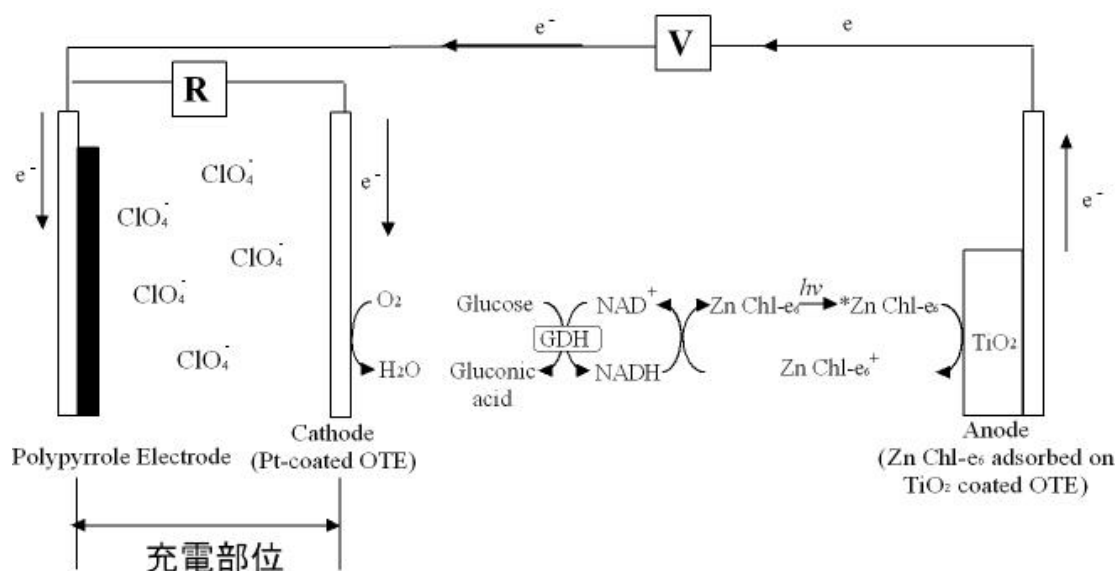 e-
V
e
R
e-
ClO4-
e-
ClO4-
ClO4-
ClO4-
ClO4-
e-
O2
H2O
Glucose
GDH
Gluconic
acid
NAD+
NADH
Zn Chl-e6
hν
*Zn Chl-e6
Zn Chl-e6+
TiO2
Polypyrrole Electrode
Cathode
(Pt-coated OTE)
Anode
(Zn Chl-e6 adsorbed on
TiO2 coated OTE)
充電部位